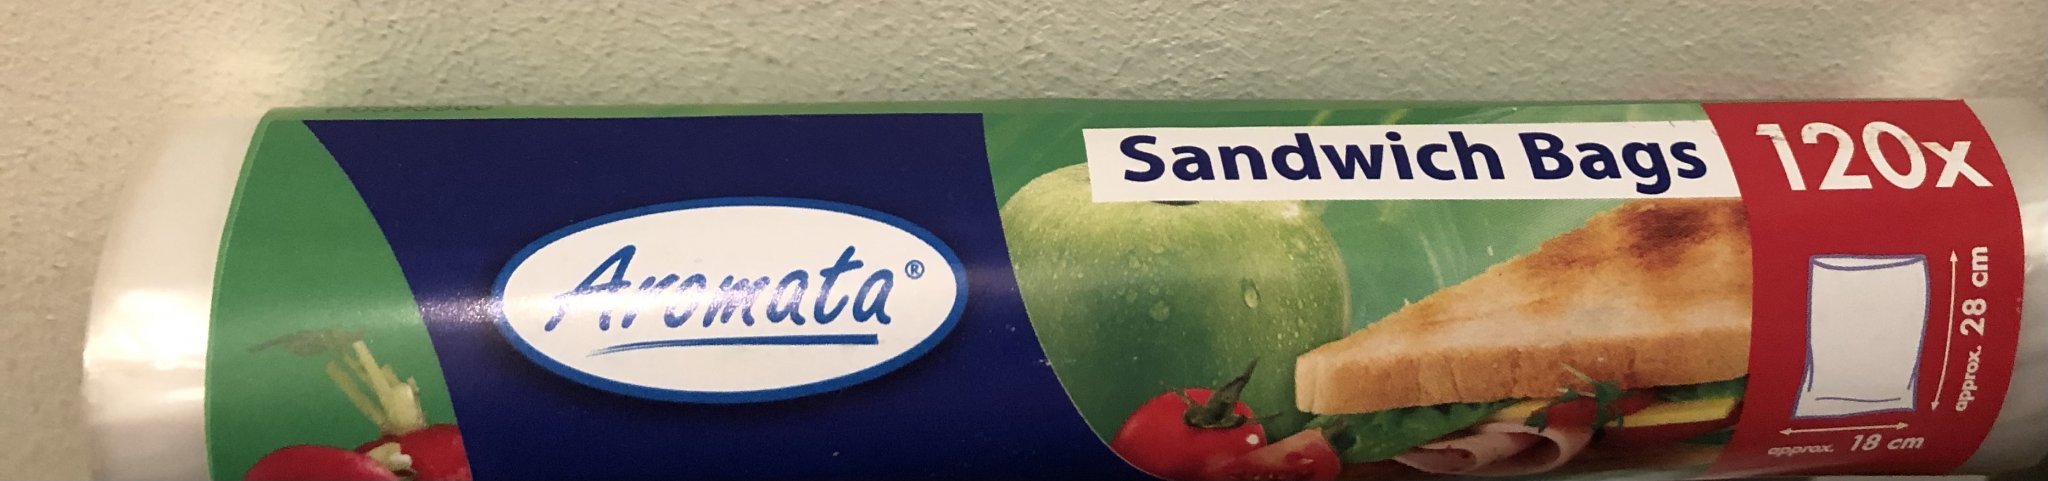 Aromata®
Sandwich Bags
120x
approx. 28 cm
approx. 18 cm